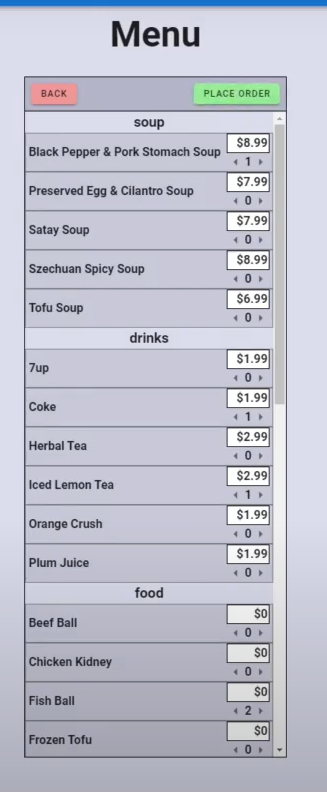 Menu
BACK PLACE ORDER
soup
Black Pepper & Pork Stomach Soup $8.99
1
Preserved Egg & Cilantro Soup $7.99
0
Satay Soup $7.99
0
Szechuan Spicy Soup $8.99
0
Tofu Soup $6.99
0
drinks
7up $1.99
0
Coke $1.99
1
Herbal Tea $2.99
0
Iced Lemon Tea $2.99
1
Orange Crush $1.99
0
Plum Juice $1.99
0
food
Beef Ball $0
0
Chicken Kidney $0
0
Fish Ball $0
2
Frozen Tofu $0
0